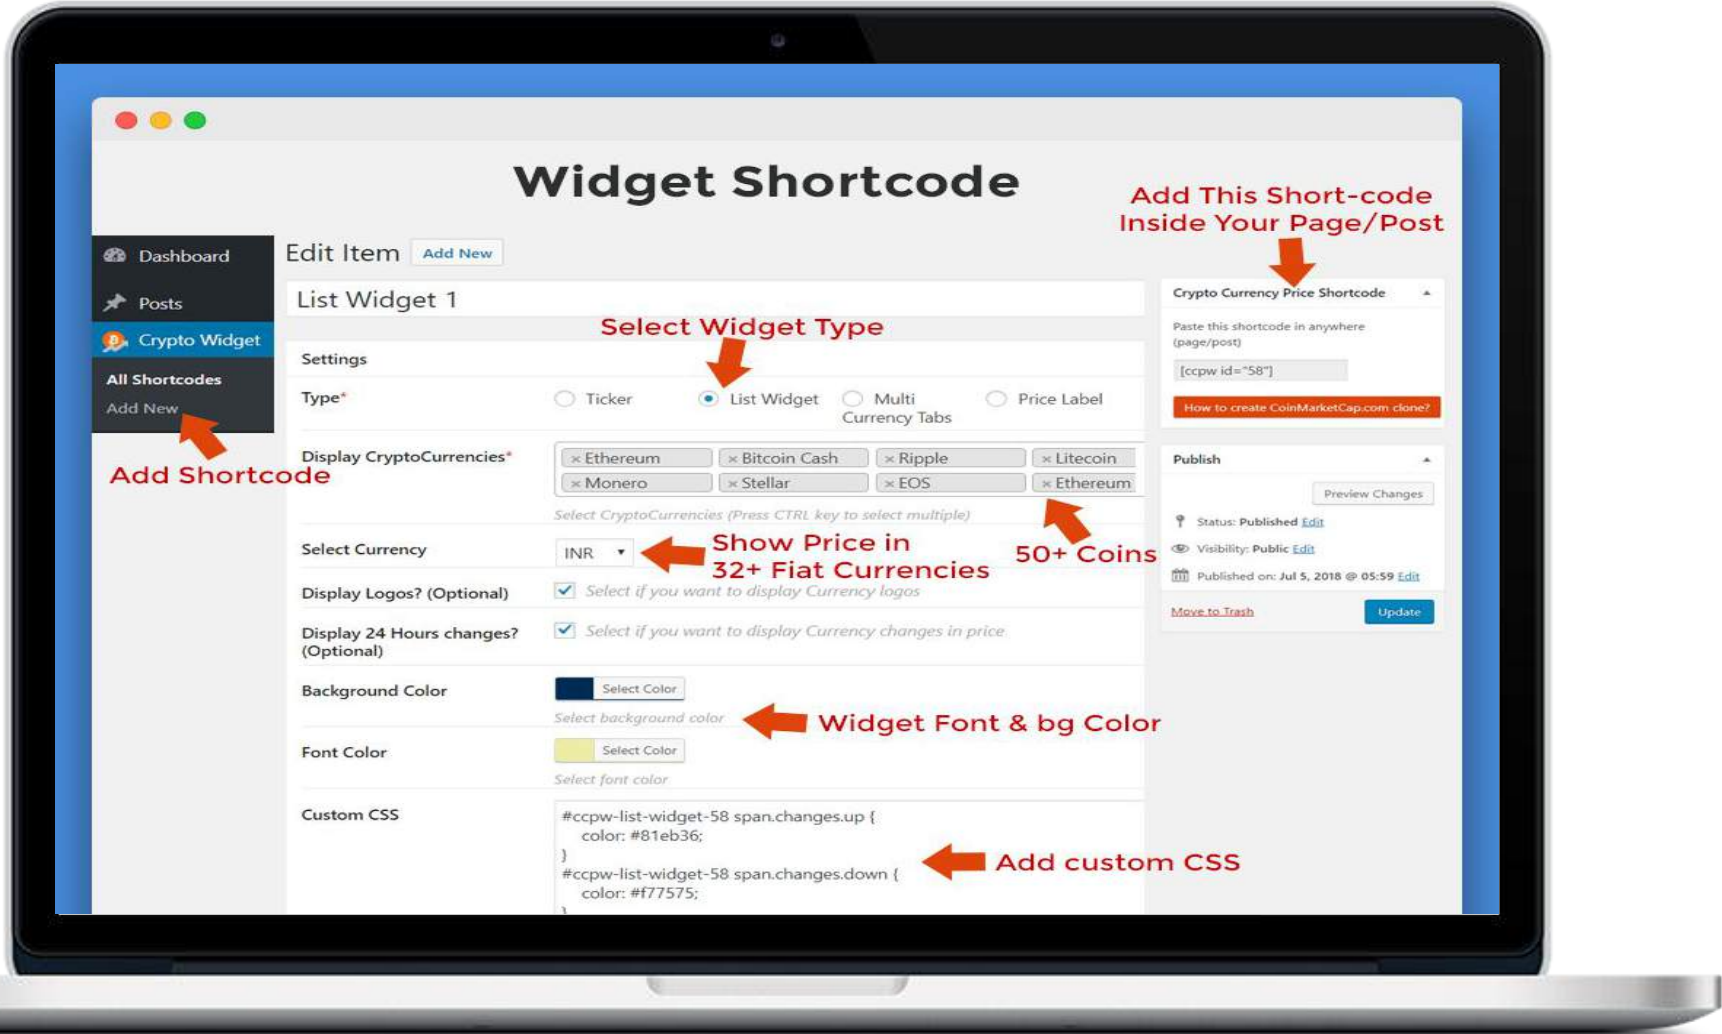 Widget Shortcode
Add This Short-code
Inside Your Page/Post
Dashboard
Posts
Crypto Widget
All Shortcodes
Add New
Add Shortcode
Edit Item
Add New
List Widget 1
Select Widget Type
Settings
Type*
Ticker
List Widget
Multi
Currency Tabs
Price Label
Display CryptoCurrencies*
× Ethereum × Bitcoin Cash × Ripple × Litecoin
× Monero × Stellar × EOS × Ethereum
Select CryptoCurrencies (Press CTRL key to select multiple)
50+ Coins
Select Currency
INR
Show Price in
32+ Fiat Currencies
Display Logos? (Optional)
Select if you want to display Currency logos
Display 24 Hours changes?
(Optional)
Select if you want to display Currency changes in price
Background Color
Select Color
Select background color
Widget Font & bg Color
Font Color
Select Color
Select font color
Custom CSS
#ccpw-list-widget-58 span.changes.up {
color: #81eb36;
}
#ccpw-list-widget-58 span.changes.down {
color: #f77575;
}
Add custom CSS
Crypto Currency Price Shortcode
Paste this shortcode in anywhere
(page/post)
[ccpw id="58"]
How to create CoinMarketCap.com clone?
Publish
Preview Changes
Status: Published Edit
Visibility: Public Edit
Published on: Jul 5, 2018 @ 05:59 Edit
Move to Trash
Update